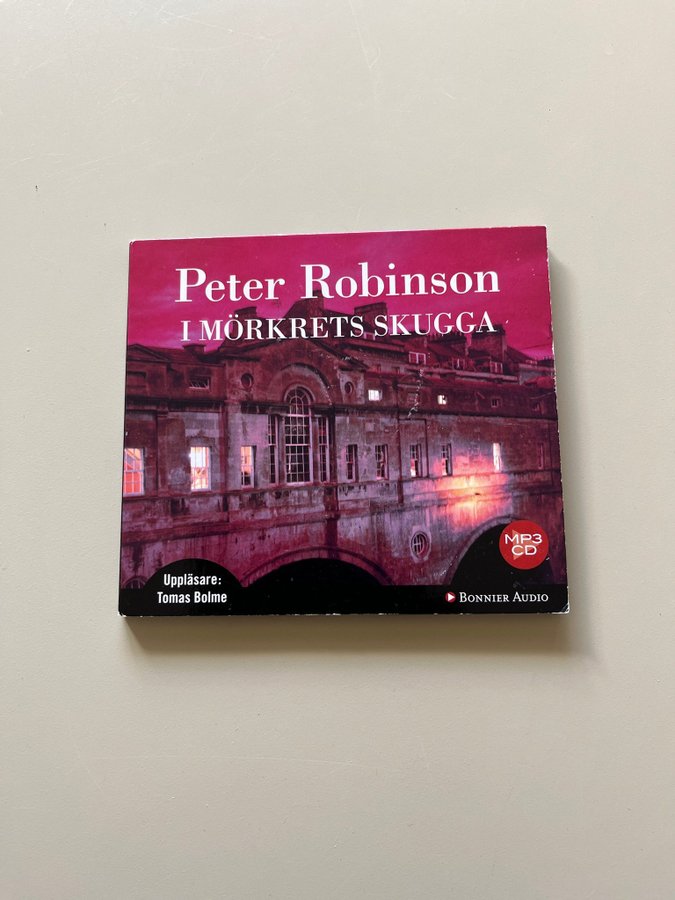 Peter Robinson
I MÖRKRETS SKUGGA
MP3
CD
Uppläsare:
Tomas Bolme
BONNIER AUDIO